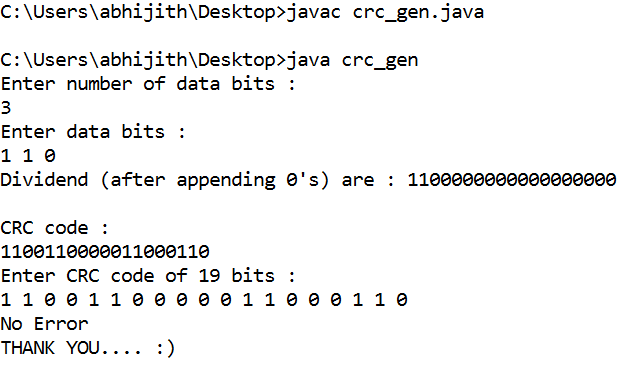 C:\Users\abhijith\Desktop>javac crc_gen.java
C:\Users\abhijith\Desktop>java crc_gen
Enter number of data bits :
3
Enter data bits :
1 1 0
Dividend (after appending 0's) are : 1100000000000000000
CRC code :
1100110000011000110
Enter CRC code of 19 bits :
1 1 0 0 1 1 0 0 0 0 0 1 1 0 0 0 1 1 0
No Error
THANK YOU.... :)